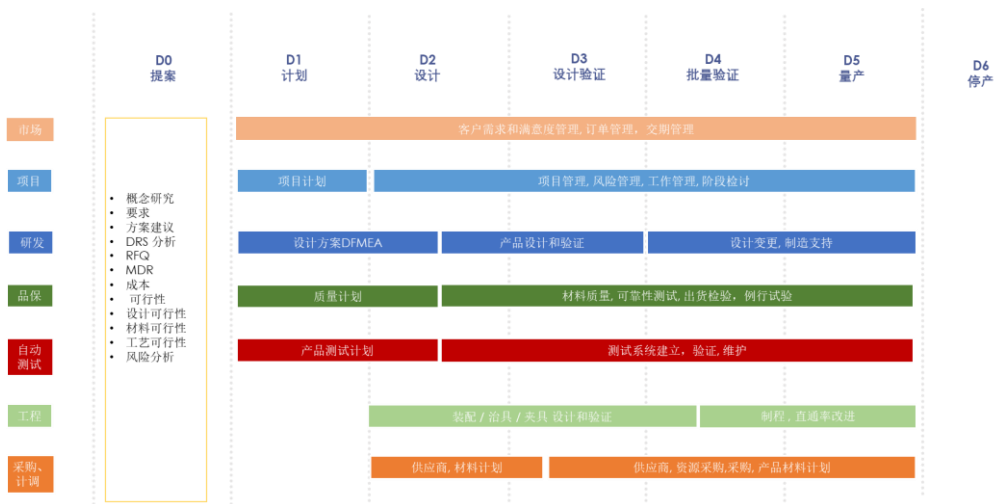 D0
提案
D1
计划
D2
设计
D3
设计验证
D4
批量验证
D5
量产
D6
停产
市场
客户需求和满意度管理, 订单管理，交期管理
项目
项目计划
项目管理, 风险管理, 工作管理, 阶段检讨
• 概念研究
• 要求
• 方案建议
• DRS 分析
• RFQ
• MDR
• 成本
• 可行性
• 设计可行性
• 材料可行性
• 工艺可行性
• 风险分析
研发
设计方案DFMEA
产品设计和验证
设计变更, 制造支持
品保
质量计划
材料质量, 可靠性测试, 出货检验，例行试验
自动
测试
产品测试计划
测试系统建立，验证, 维护
工程
装配 / 治具 / 夹具 设计和验证
制程 , 直通率改进
采购、
计调
供应商, 材料计划
供应商, 资源采购,采购, 产品材料计划